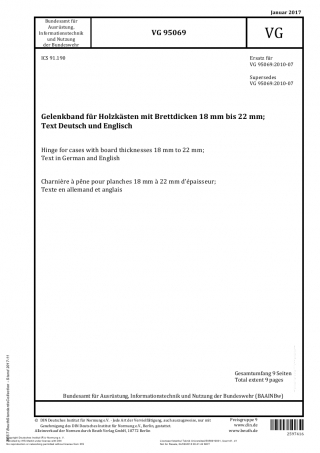 Januar 2017
Bundesamt für
Ausrüstung,
Informationstechnik
und Nutzung
der Bundeswehr
VG 95069
VG
ICS 91.190
Ersatz für
VG 95069:2010-07
Supersedes
VG 95069:2010-07
Gelenkband für Holzkästen mit Brettdicken 18 mm bis 22 mm;
Text Deutsch und Englisch
Hinge for cases with board thicknesses 18 mm to 22 mm;
Text in German and English
Charnière à pêne pour planches 18 mm à 22 mm d'épaisseur;
Texte en allemand et anglais
Gesamtumfang 9 Seiten
Total extent 9 pages
Bundesamt für Ausrüstung, Informationstechnik und Nutzung der Bundeswehr (BAAINBw)
© DIN Deutsches Institut für Normung e.V. · Jede Art der Vervielfältigung, auch auszugsweise, nur mit
Genehmigung des DIN Deutsches Institut für Normung e.V., Berlin, gestattet.
Alleinverkauf der Normen durch Beuth Verlag GmbH, 10772 Berlin
Preisgruppe 9
www.din.de
www.beuth.de